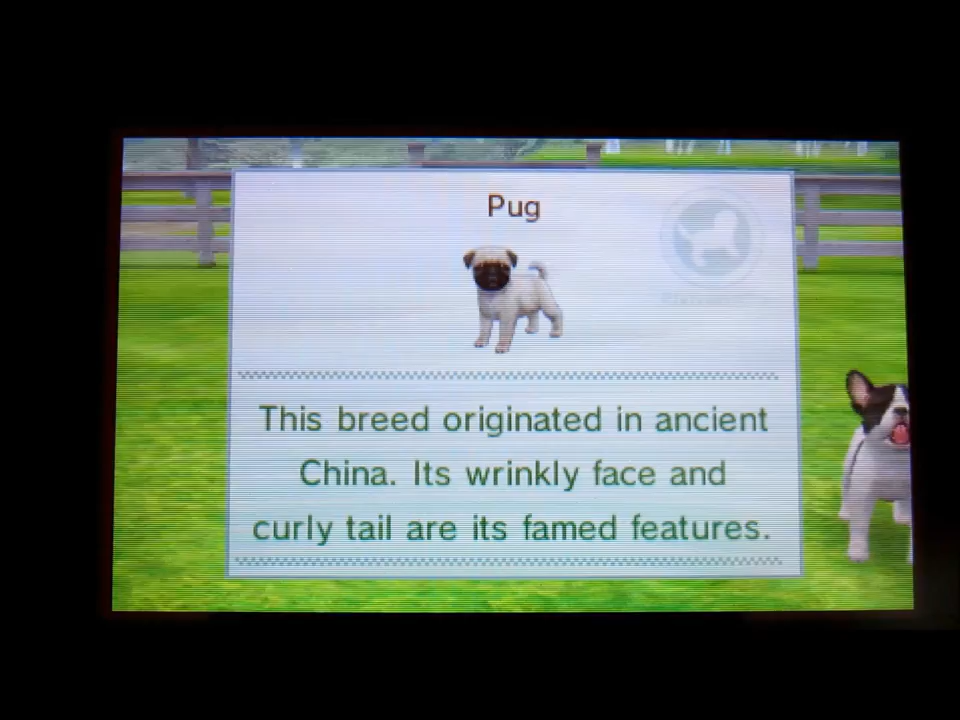 Pug
This breed originated in ancient
China. Its wrinkly face and
curly tail are its famed features.